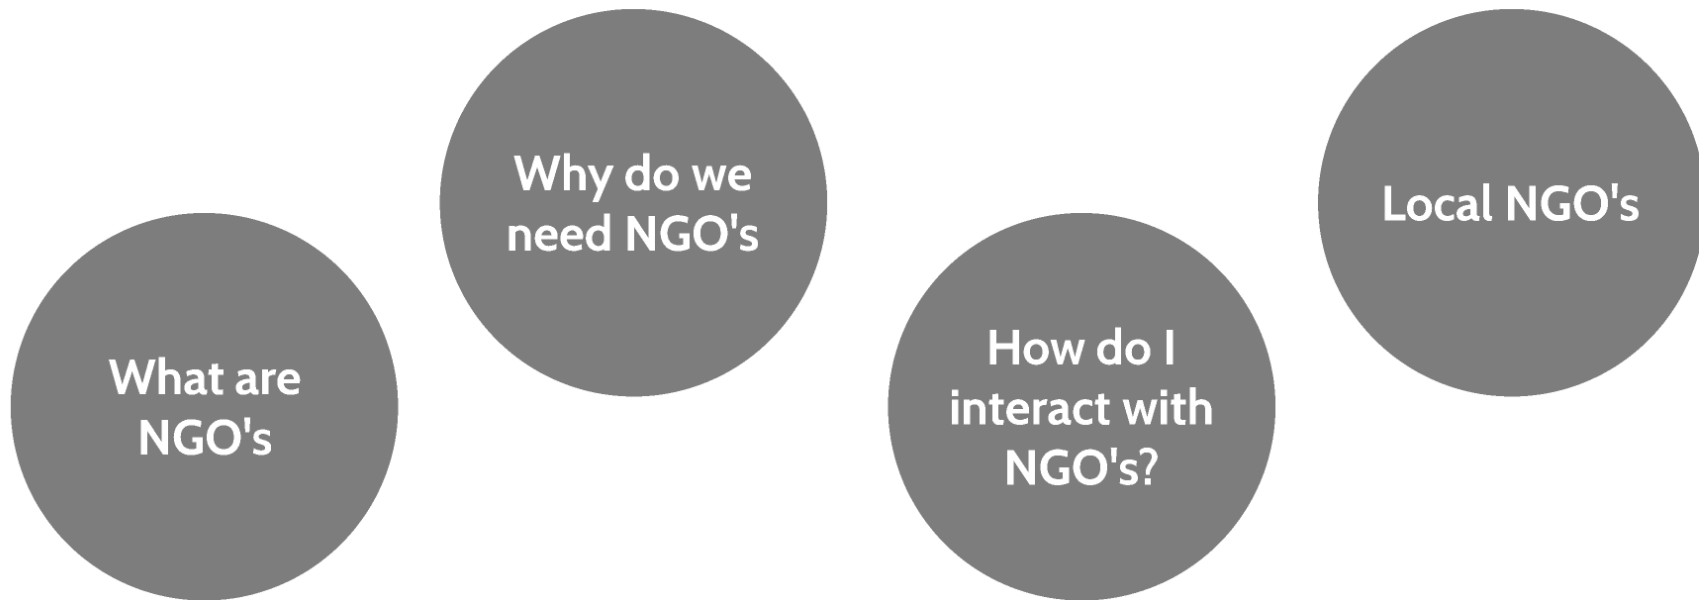 What are
NGO's
Why do we
need NGO's
How do I
interact with
NGO's?
Local NGO's